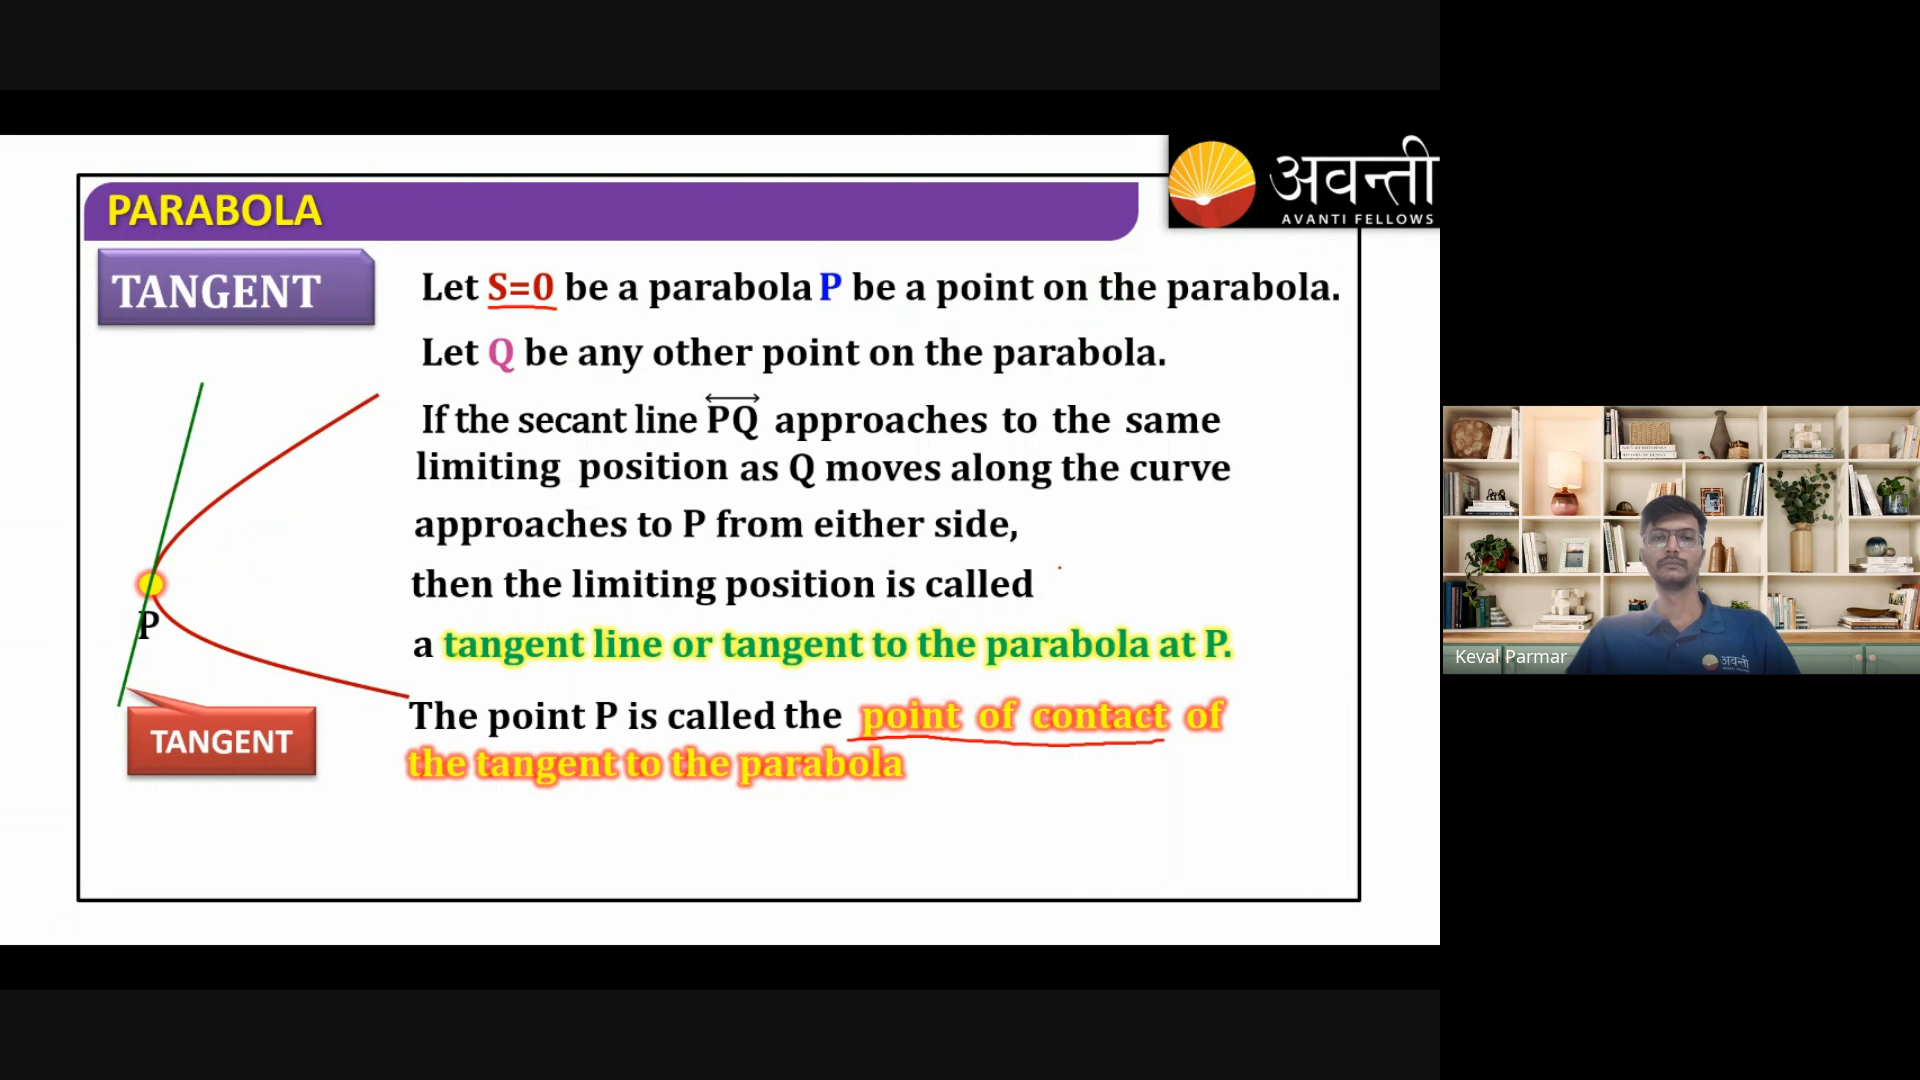 अवन्ती
AVANTI FELLOWS
PARABOLA
TANGENT
Let S=0 be a parabola P be a point on the parabola.
Let Q be any other point on the parabola.
If the secant line PQ approaches to the same
limiting position as Q moves along the curve
approaches to P from either side,
then the limiting position is called
a tangent line or tangent to the parabola at P.
The point P is called the point of contact of
the tangent to the parabola
P
TANGENT
Keval Parmar
अवन्ती